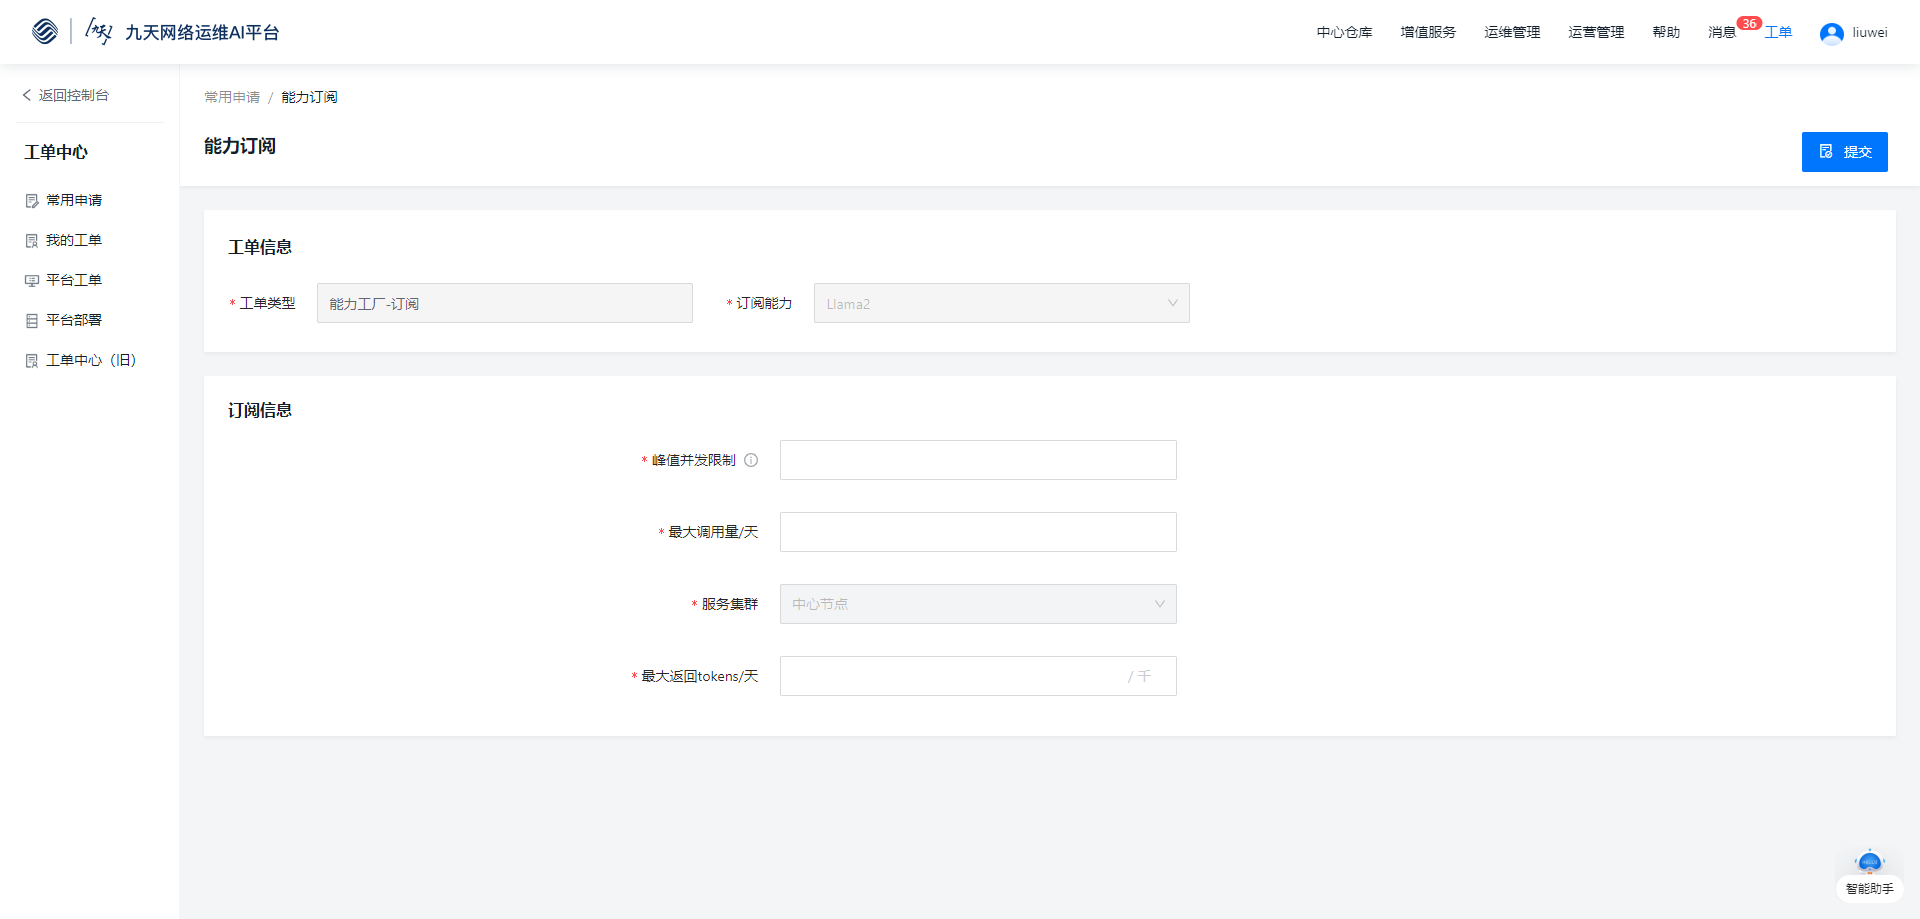 九天 九天网络运维AI平台
中心仓库 增值服务 运维管理 运营管理 帮助 消息 36 工单 liuwei
返回控制台
工单中心
常用申请
我的工单
平台工单
平台部署
工单中心（旧）
常用申请 / 能力订阅
能力订阅
提交
工单信息
* 工单类型 能力工厂-订阅 * 订阅能力 Llama2
订阅信息
* 峰值并发限制
* 最大调用量/天
* 服务集群 中心节点
* 最大返回tokens/天 / 千
智能助手